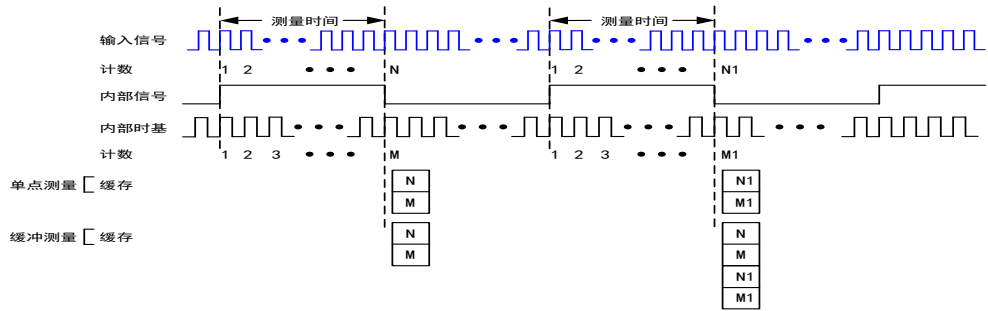 测量时间 测量时间
输入信号
计数 1 2 N 1 2 N1
内部信号
内部时基
计数 1 2 3 M 1 2 3 M1
单点测量 缓存 N N1
M M1
缓冲测量 缓存 N N
M M
N1
M1